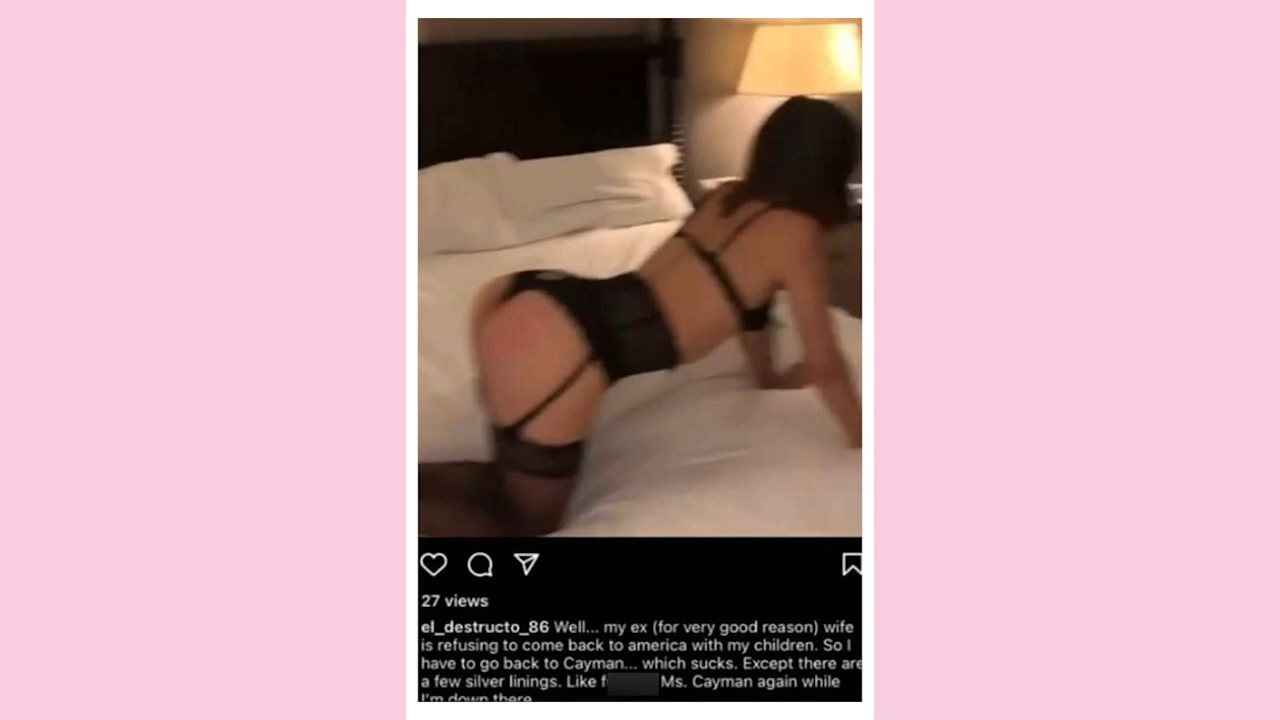 27 views
el_destructo_86 Well... my ex (for very good reason) wife
is refusing to come back to america with my children. So I
have to go back to Cayman... which sucks. Except there are
a few silver linings. Like f Ms. Cayman again while
I'm down there